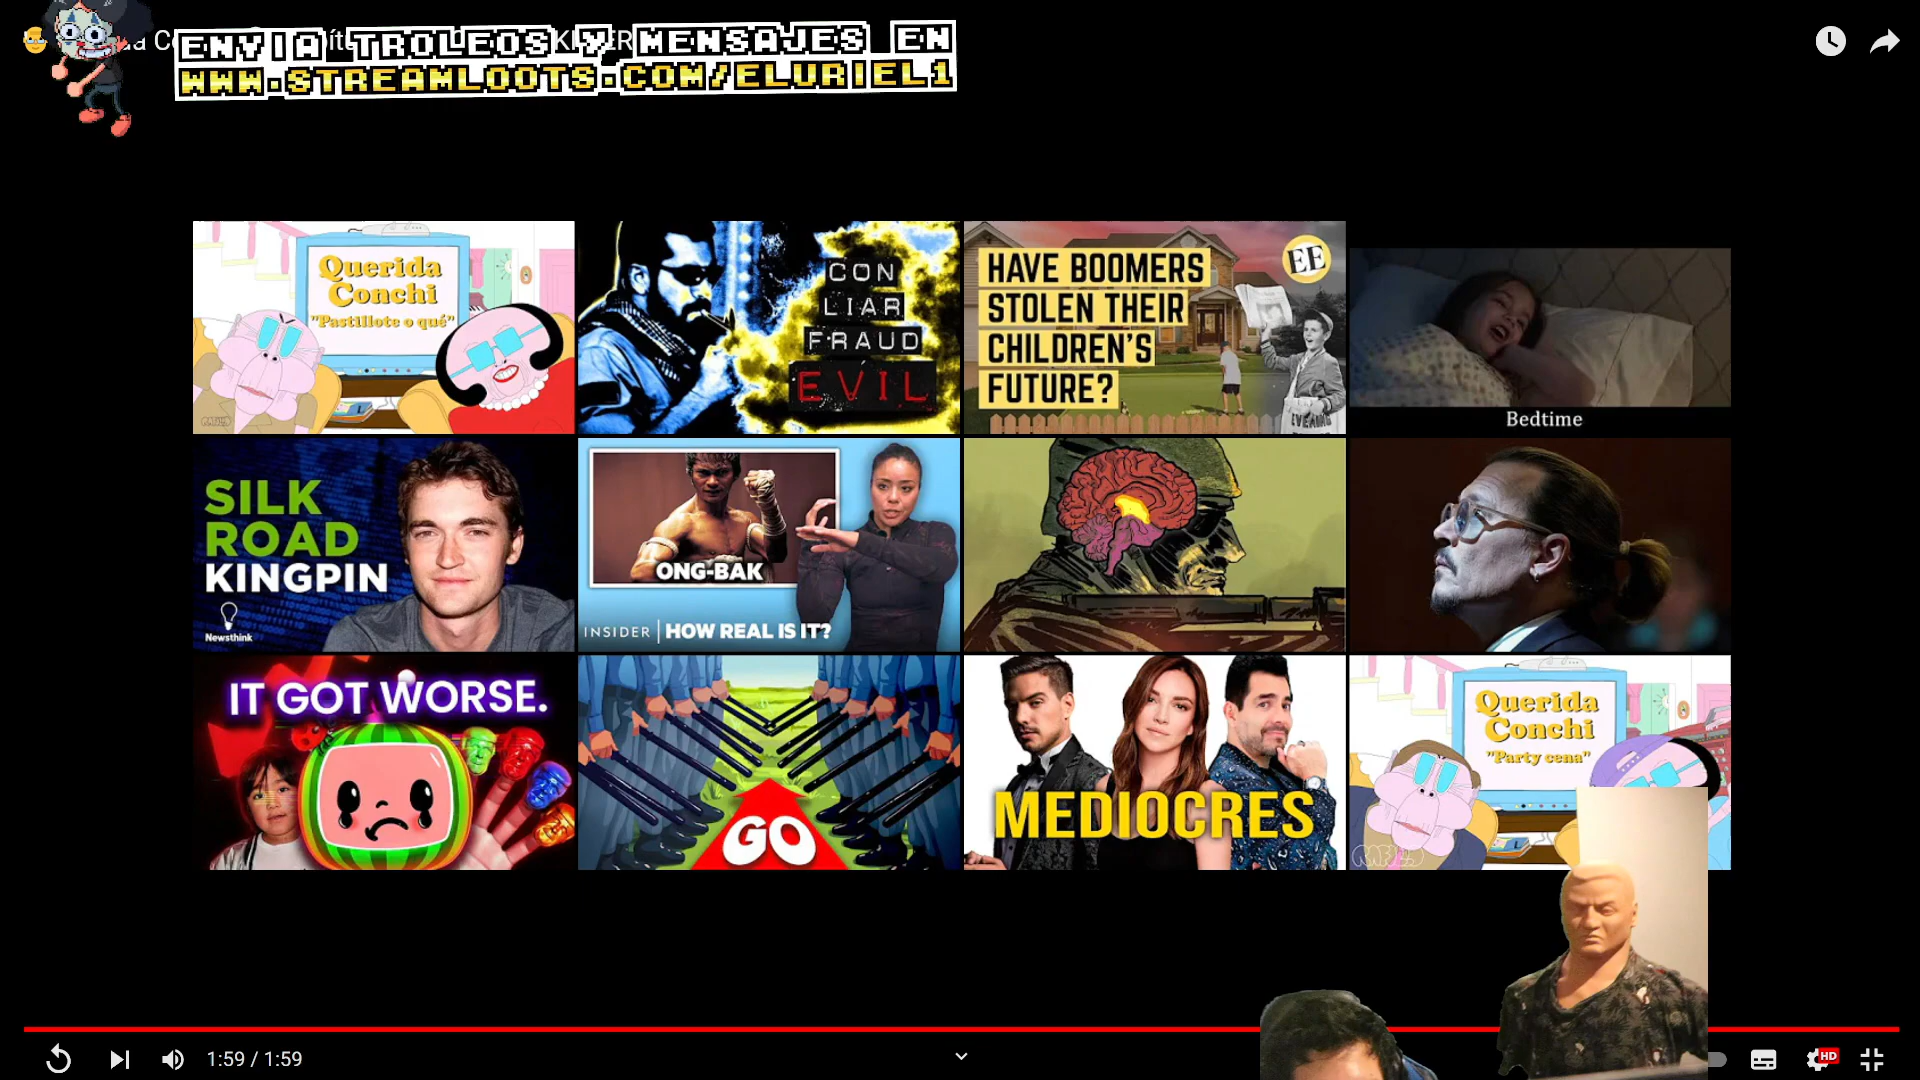 ENVIA TROLEOS Y MENSAJES EN
WWW.STREAMLOOTS.COM/ELURIEL1
Querida
Conchi
"Pastillote o qué"
CON
LIAR
FRAUD
EVIL
EE
HAVE BOOMERS
STOLEN THEIR
CHILDREN'S
FUTURE?
EVENING
Bedtime
SILK
ROAD
KINGPIN
Newsthink
ONG-BAK
INSIDER | HOW REAL IS IT?
IT GOT WORSE.
GO
MEDIOCRES
Querida
Conchi
"Party cena"
1:59 / 1:59
HD